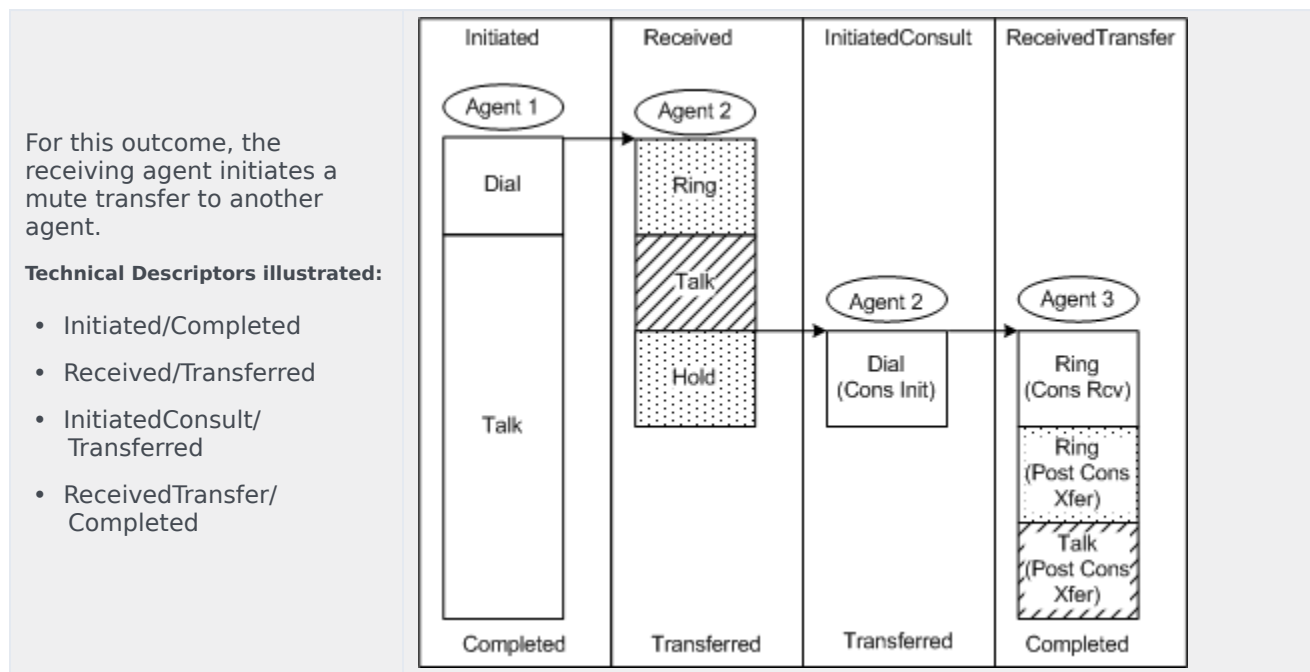 For this outcome, the
receiving agent initiates a
mute transfer to another
agent.
Technical Descriptors illustrated:
• Initiated/Completed
• Received/Transferred
• InitiatedConsult/
Transferred
• ReceivedTransfer/
Completed
Initiated
Received
InitiatedConsult
ReceivedTransfer
Agent 1
Agent 2
Dial
Ring
Talk
Talk
Hold
Agent 2
Agent 3
Dial
(Cons Init)
Ring
(Cons Rcv)
Ring
(Post Cons
Xfer)
Talk
(Post Cons
Xfer)
Completed
Transferred
Transferred
Completed